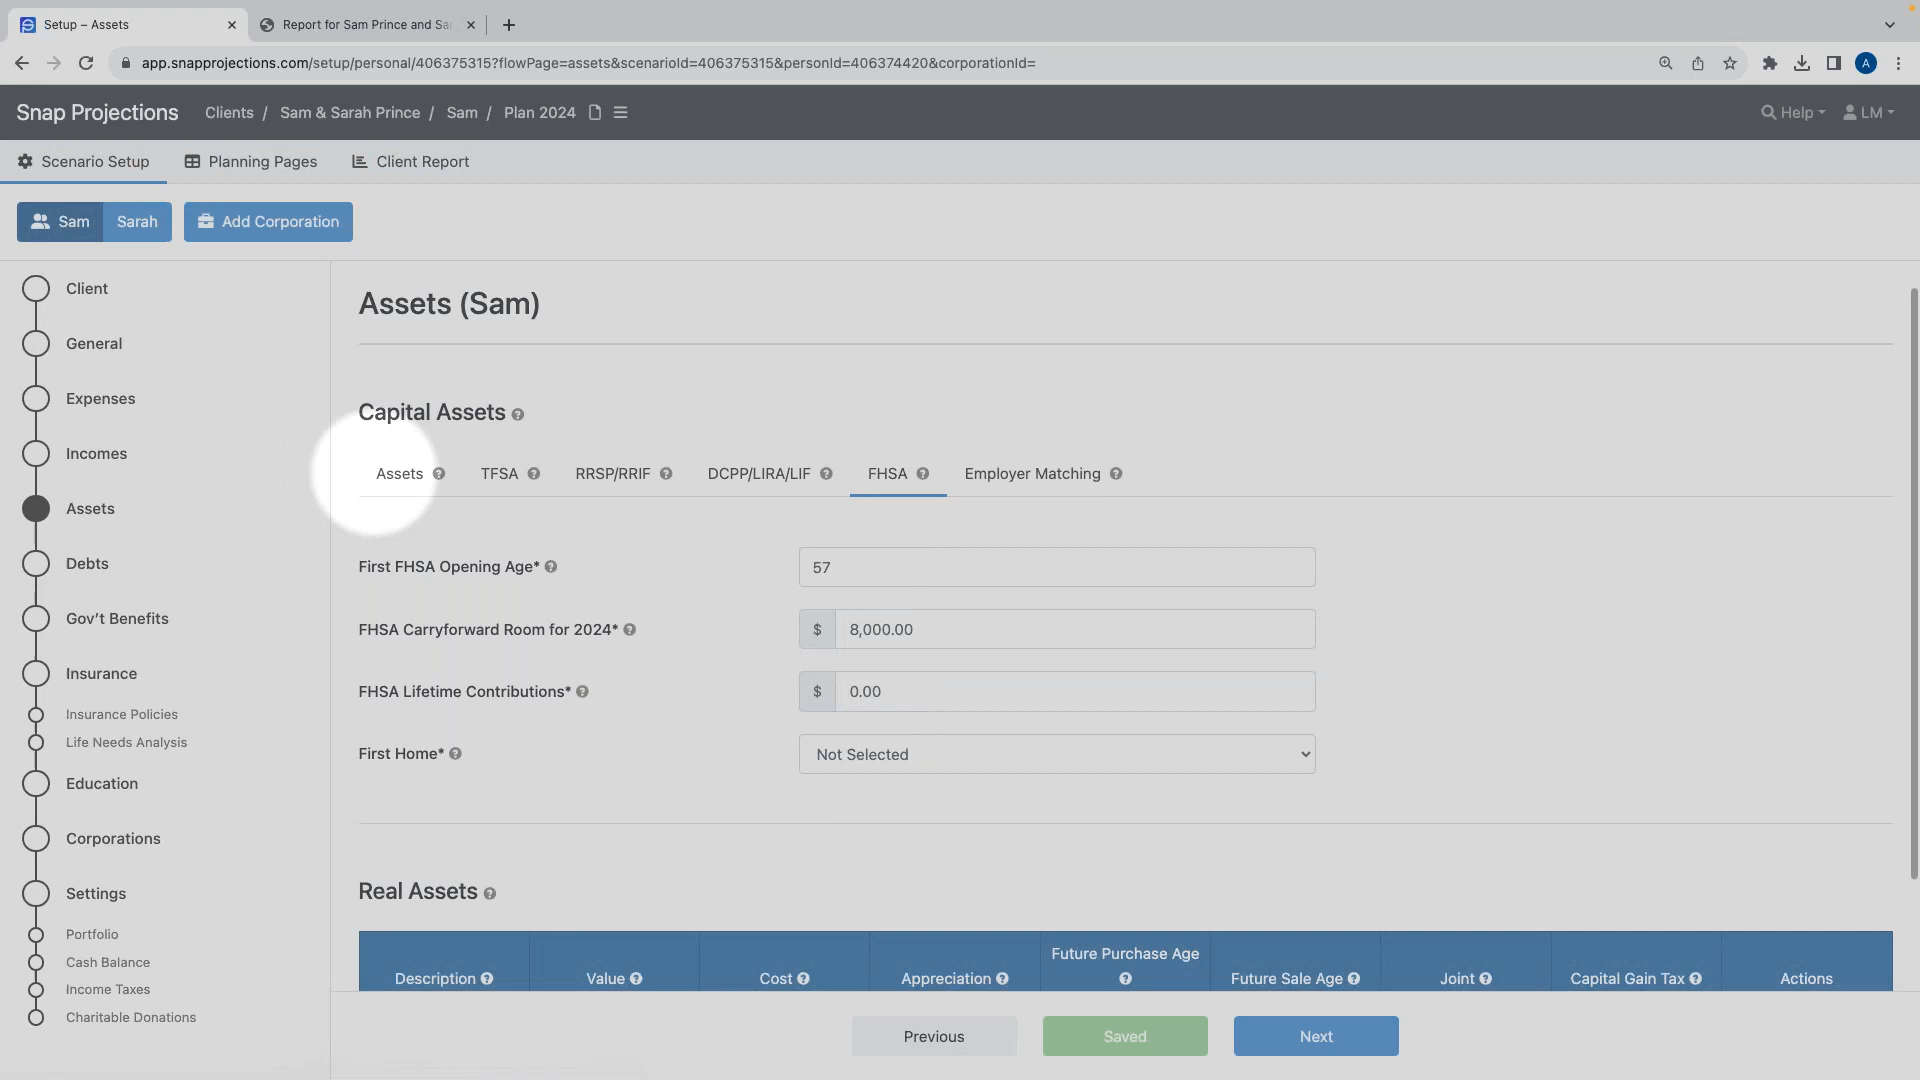 Setup – Assets
Report for Sam Prince and Sa
app.snapprojections.com/setup/personal/406375315?flowPage=assets&scenarioId=406375315&personId=406374420&corporationId=
A
Snap Projections
Clients / Sam & Sarah Prince / Sam / Plan 2024
Help
LM
Scenario Setup
Planning Pages
Client Report
Sam
Sarah
Add Corporation
Client
General
Expenses
Incomes
Assets
Debts
Gov't Benefits
Insurance
Insurance Policies
Life Needs Analysis
Education
Corporations
Settings
Portfolio
Cash Balance
Income Taxes
Charitable Donations
Assets (Sam)
Capital Assets
Assets TFSA RRSP/RRIF DCPP/LIRA/LIF FHSA Employer Matching
First FHSA Opening Age* 57
FHSA Carryforward Room for 2024* $ 8,000.00
FHSA Lifetime Contributions* $ 0.00
First Home* Not Selected
Real Assets
Description Value Cost Appreciation Future Purchase Age Future Sale Age Joint Capital Gain Tax Actions
Previous Saved Next